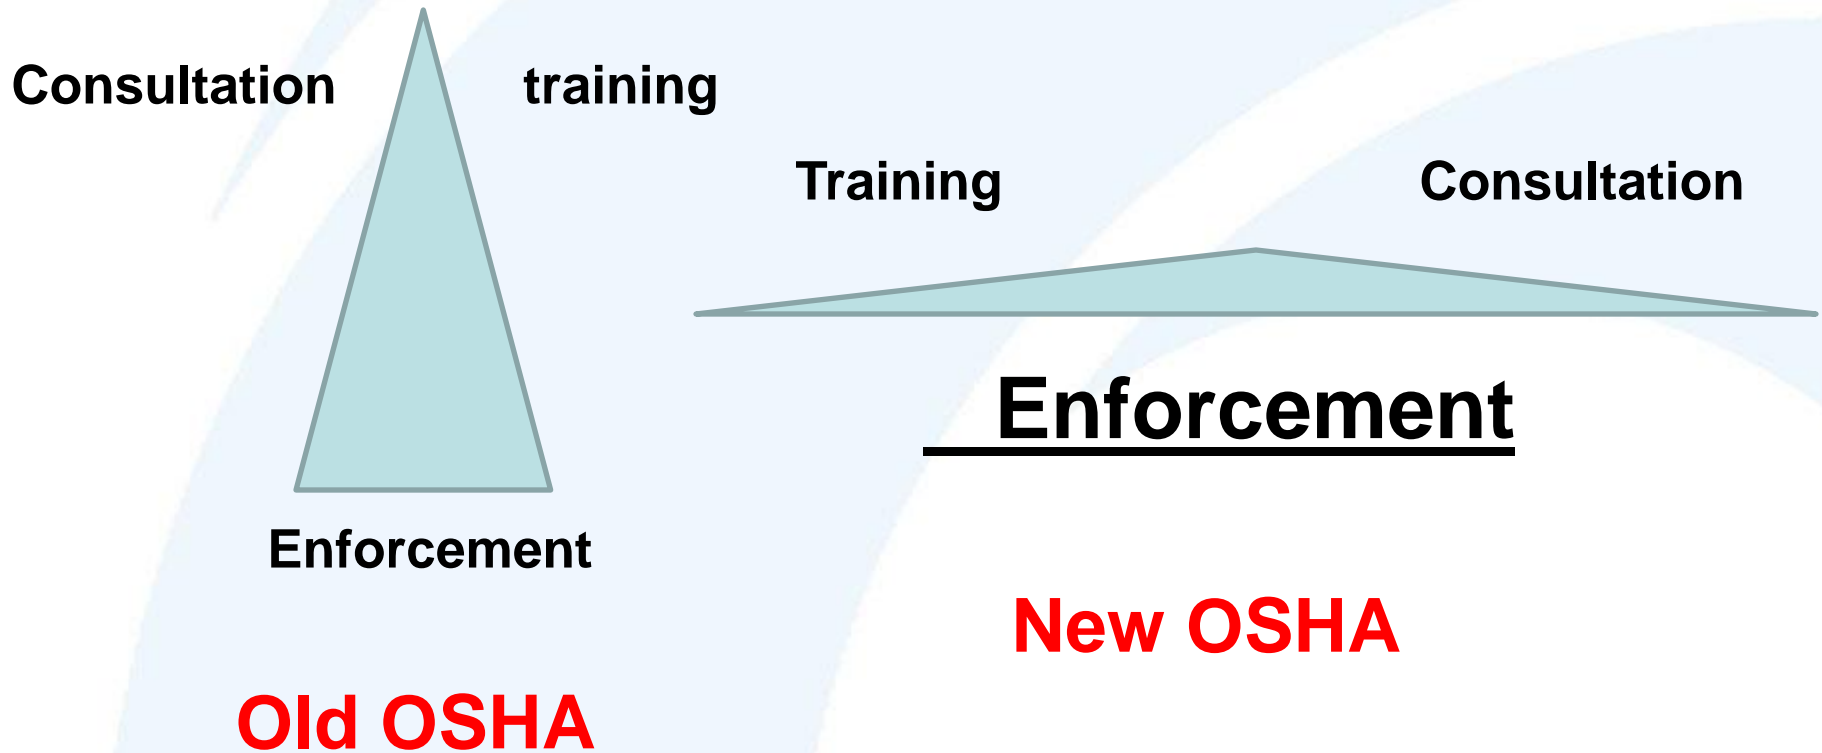 Consultation training
Training Consultation
Enforcement
Enforcement
New OSHA
Old OSHA